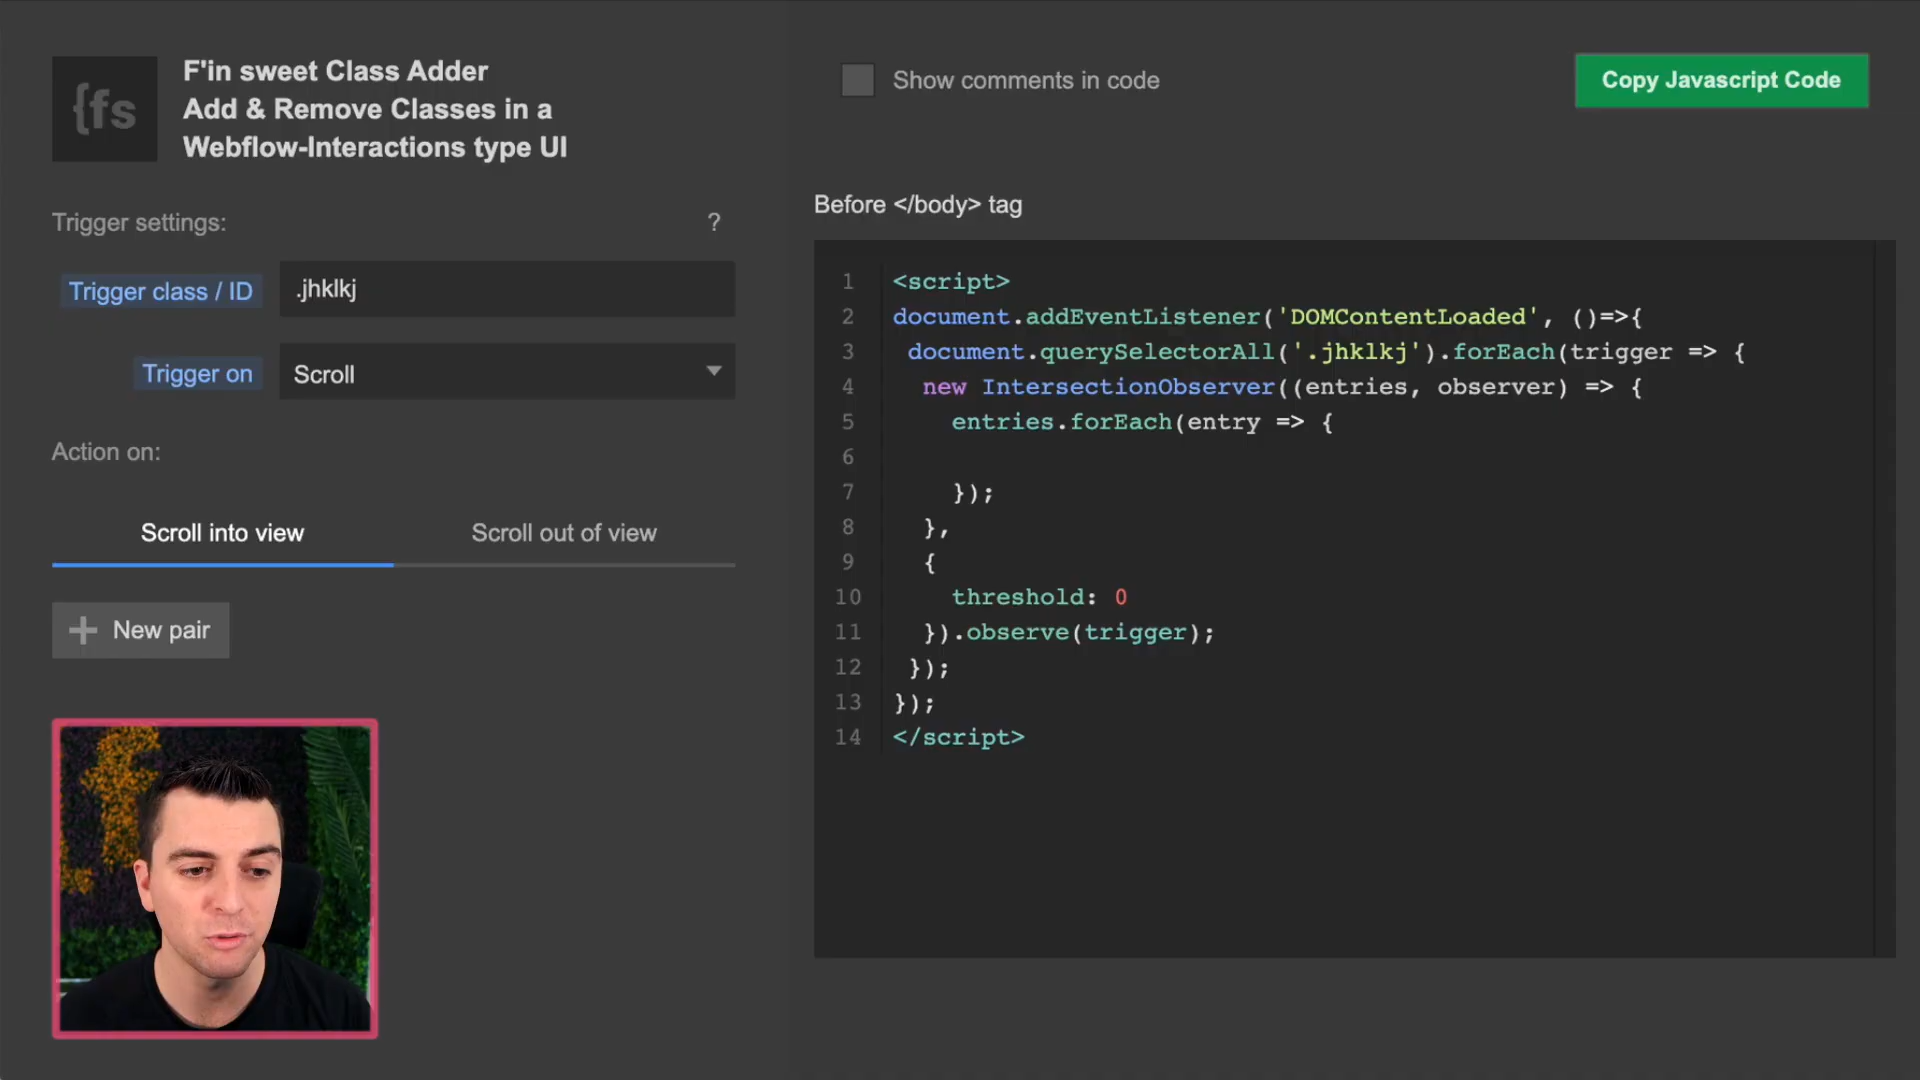 {fs
F'in sweet Class Adder
Add & Remove Classes in a
Webflow-Interactions type UI
Trigger settings:
?
Trigger class / ID
.jhklkj
Trigger on
Scroll
Action on:
Scroll into view
Scroll out of view
New pair
Show comments in code
Copy Javascript Code
Before </body> tag
1 <script>
2 document.addEventListener('DOMContentLoaded', ()=>{
3 document.querySelectorAll('.jhklkj').forEach(trigger => {
4 new IntersectionObserver((entries, observer) => {
5 entries.forEach(entry => {
6
7 });
8 },
9 {
10 threshold: 0
11 }).observe(trigger);
12 });
13 });
14 </script>